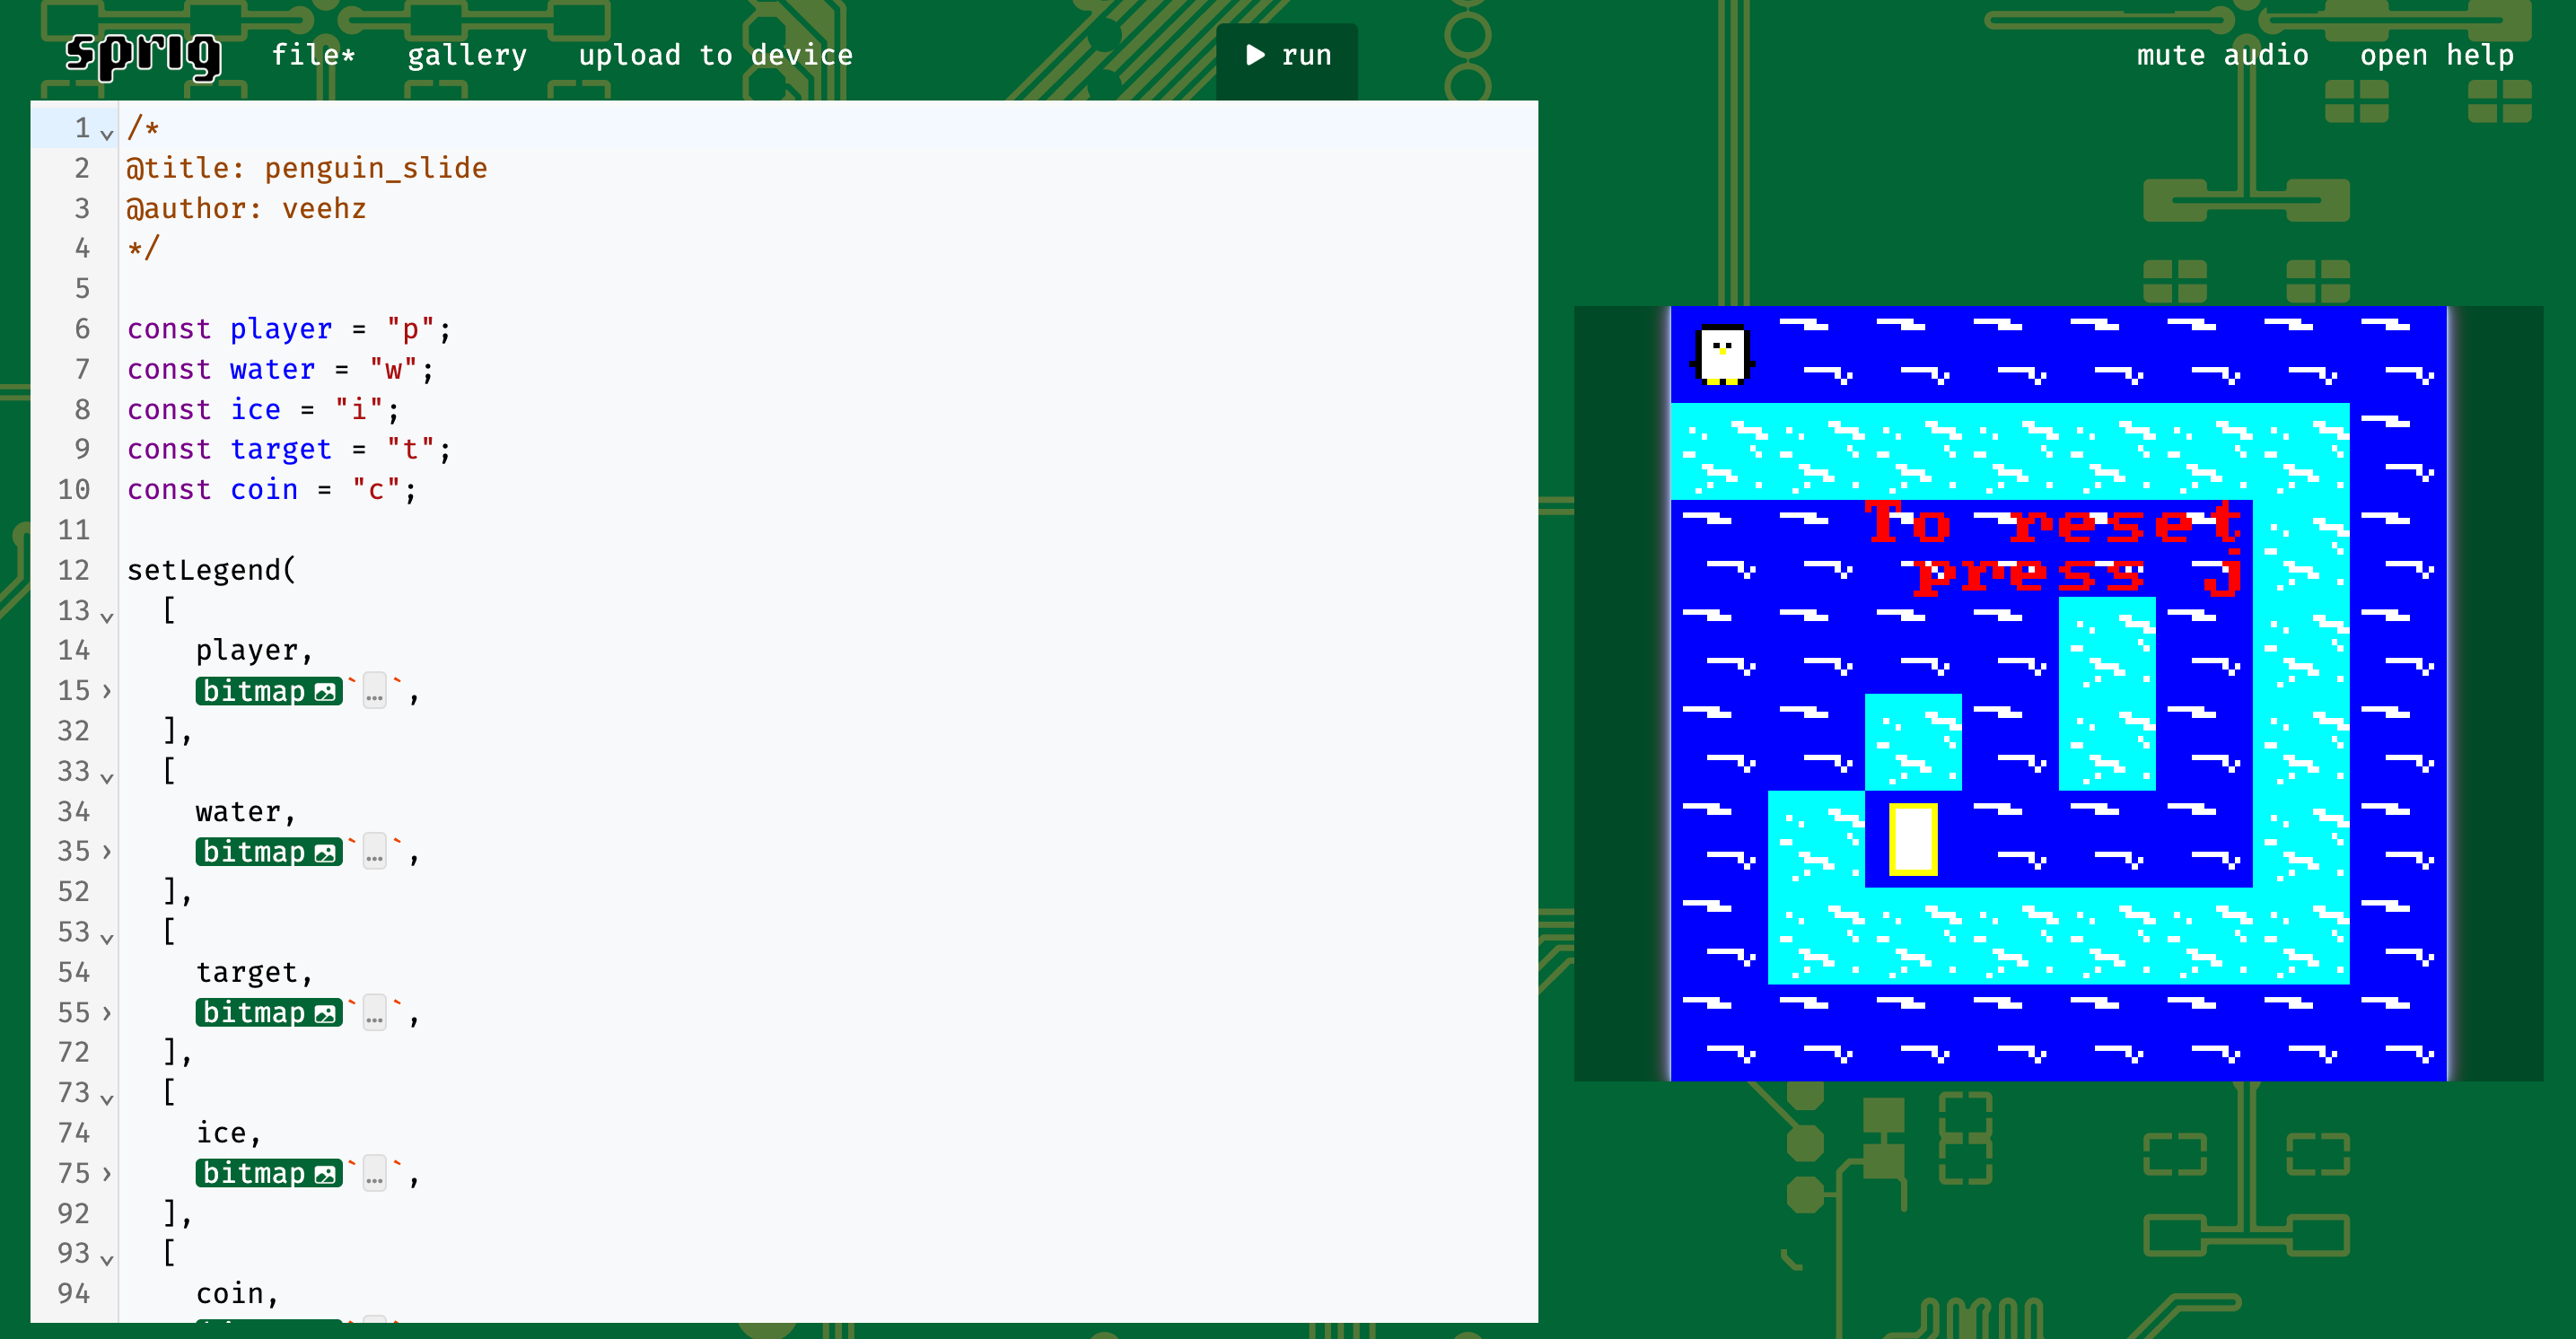 sprig file* gallery upload to device run mute audio open help
1 /*
2 @title: penguin_slide
3 @author: veehz
4 */
5
6 const player = "p";
7 const water = "w";
8 const ice = "i";
9 const target = "t";
10 const coin = "c";
11
12 setLegend(
13 [
14 player,
15 bitmap`…`,
32 ],
33 [
34 water,
35 bitmap`…`,
52 ],
53 [
54 target,
55 bitmap`…`,
72 ],
73 [
74 ice,
75 bitmap`…`,
92 ],
93 [
94 coin,
To reset
press j